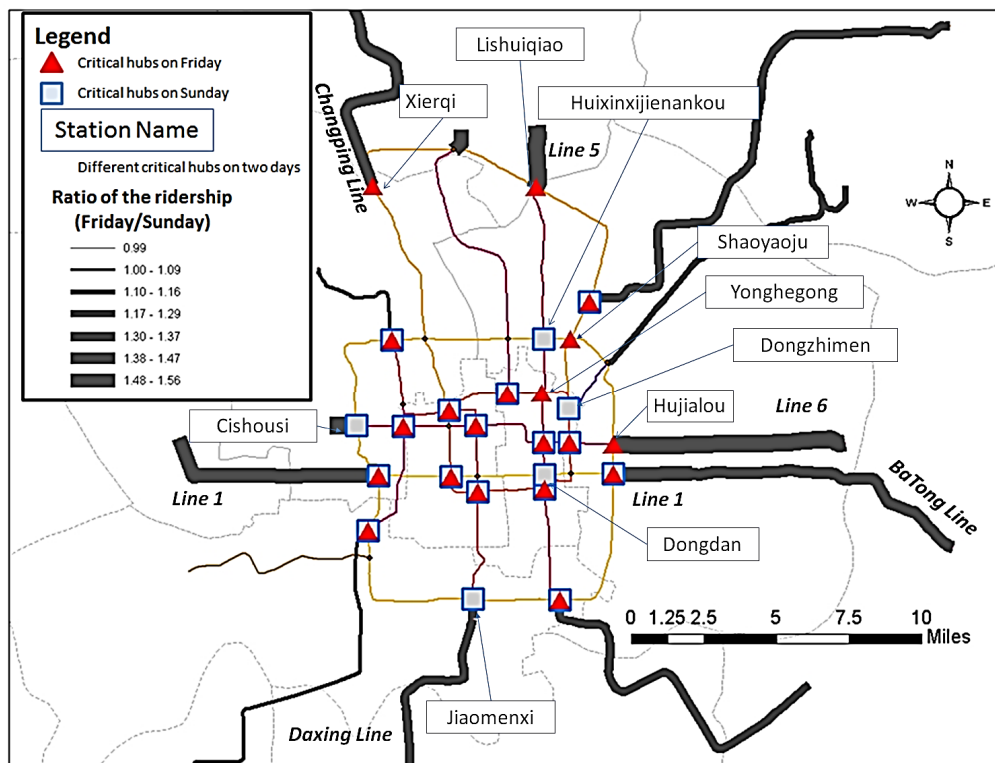 Legend
Critical hubs on Friday
Critical hubs on Sunday
Station Name
Different critical hubs on two days
Ratio of the ridership
(Friday/Sunday)
0.99
1.00 - 1.09
1.10 - 1.16
1.17 - 1.29
1.30 - 1.37
1.38 - 1.47
1.48 - 1.56
Lishuiqiao
Xierqi
Huixinxijienankou
Changping Line
Line 5
N
W
E
S
Shaoyaoju
Yonghegong
Dongzhimen
Hujialou
Line 6
Cishousi
Line 1
Line 1
BaTong Line
Dongdan
0 1.25 2.5 5 7.5 10
Miles
Jiaomenxi
Daxing Line